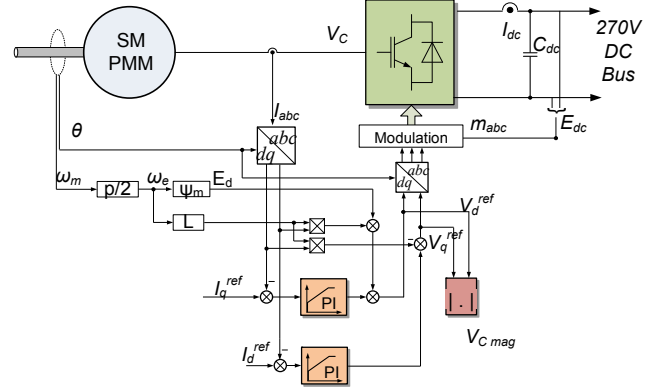 SM
PMM
V_C
I_dc
C_dc
270V
DC
Bus
θ
I_abc
abc
dq
Modulation
m_abc
E_dc
abc
dq
ω_m
p/2
ω_e
ψ_m
E_d
L
V_d^ref
V_q^ref
I_q^ref
−
PI
|.|
V_C mag
I_d^ref
−
PI
−